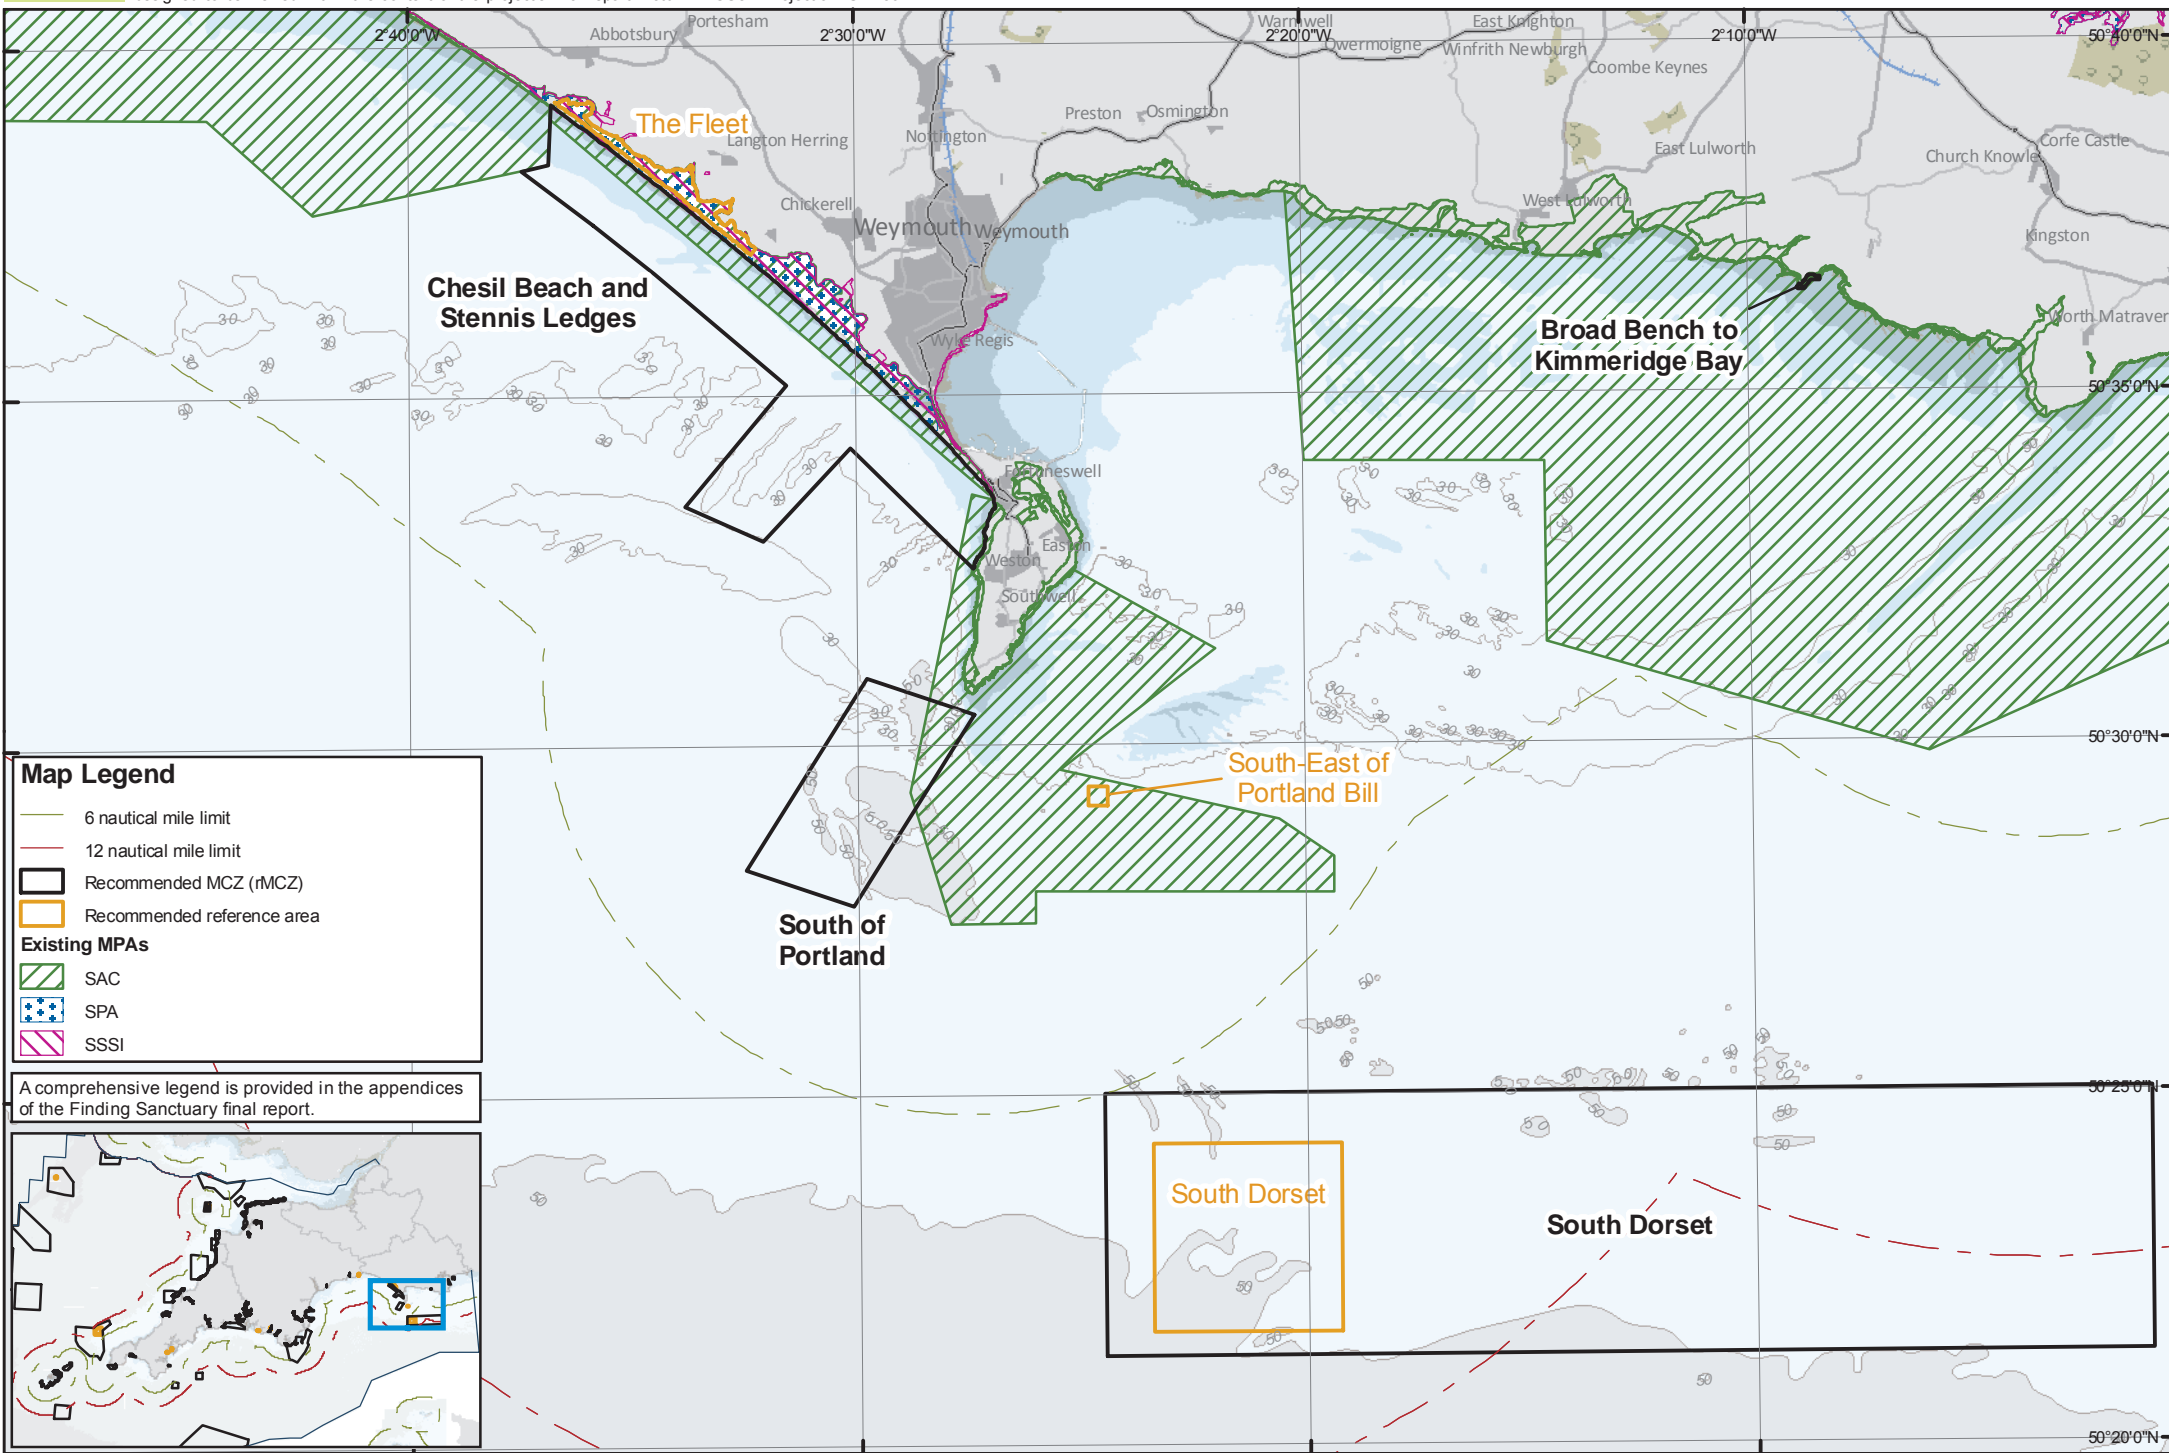 Portesham
Abbotsbury
Warmwell
East Knighton
Owermoigne
Winfrith Newburgh
Coombe Keynes
2°40'0"W
2°30'0"W
2°20'0"W
2°10'0"W
50°40'0"N
The Fleet
Langton Herring
Nottington
Preston
Osmington
East Lulworth
Church Knowle
Corfe Castle
Chickerell
Weymouth
Weymouth
West Lulworth
Kingston
Chesil Beach and
Stennis Ledges
Wyke Regis
Broad Bench to
Kimmeridge Bay
Worth Matraver
50°35'0"N
Fortuneswell
Easton
Weston
Southwell
50°30'0"N
South-East of
Portland Bill
South of
Portland
Map Legend
6 nautical mile limit
12 nautical mile limit
Recommended MCZ (rMCZ)
Recommended reference area
Existing MPAs
SAC
SPA
SSSI
A comprehensive legend is provided in the appendices
of the Finding Sanctuary final report.
50°25'0"N
South Dorset
South Dorset
50°20'0"N